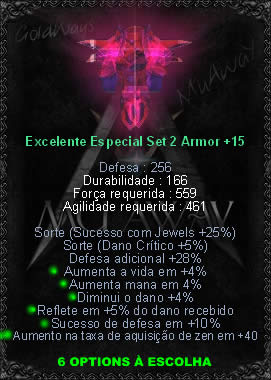 GoldWays
MuAwaY
Excelente Especial Set 2 Armor +15
Defesa : 256
Durabilidade : 166
Força requerida : 559
Agilidade requerida : 461
Sorte (Sucesso com Jewels +25%)
Sorte (Dano Crítico +5%)
Defesa adicional +28%
Aumenta a vida em +4%
Aumenta mana em 4%
Diminui o dano +4%
Reflete em +5% do dano recebido
Sucesso de defesa em +10%
Aumento na taxa de aquisição de zen em +40
6 OPTIONS À ESCOLHA